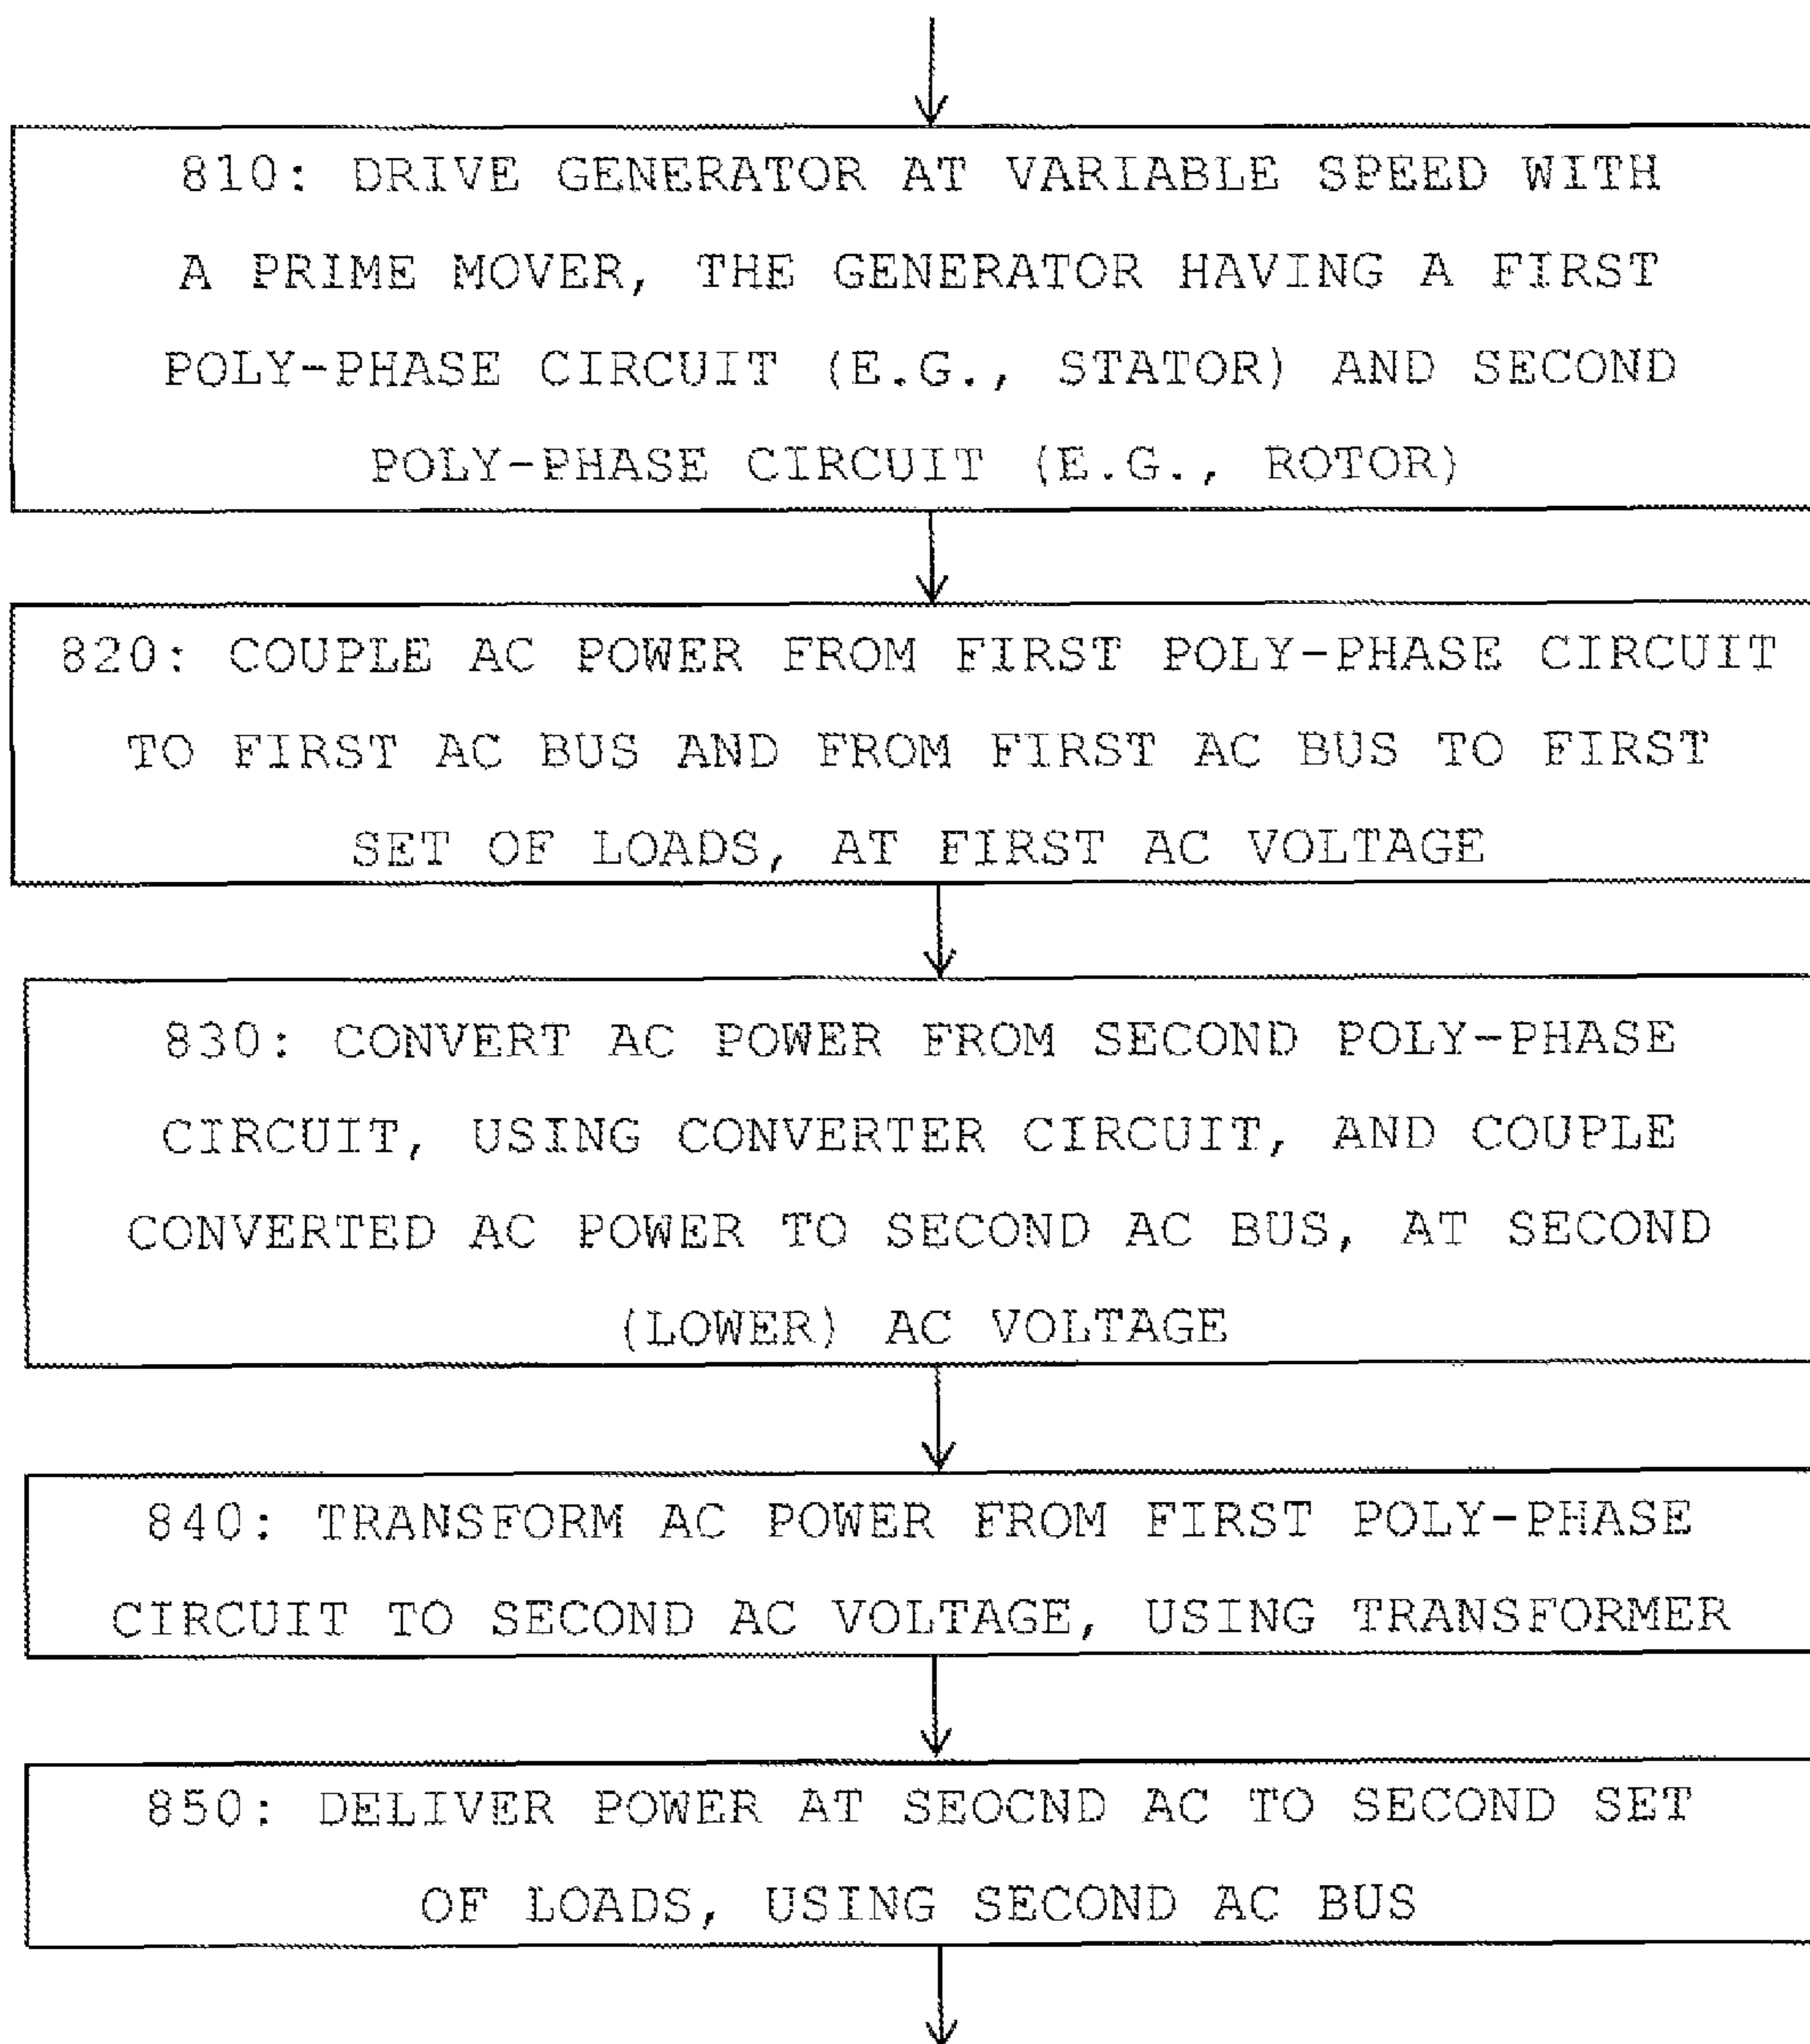 810: DRIVE GENERATOR AT VARIABLE SPEED WITH
A PRIME MOVER, THE GENERATOR HAVING A FIRST
POLY-PHASE CIRCUIT (E.G., STATOR) AND SECOND
POLY-PHASE CIRCUIT (E.G., ROTOR)
820: COUPLE AC POWER FROM FIRST POLY-PHASE CIRCUIT
TO FIRST AC BUS AND FROM FIRST AC BUS TO FIRST
SET OF LOADS, AT FIRST AC VOLTAGE
830: CONVERT AC POWER FROM SECOND POLY-PHASE
CIRCUIT, USING CONVERTER CIRCUIT, AND COUPLE
CONVERTED AC POWER TO SECOND AC BUS, AT SECOND
(LOWER) AC VOLTAGE
840: TRANSFORM AC POWER FROM FIRST POLY-PHASE
CIRCUIT TO SECOND AC VOLTAGE, USING TRANSFORMER
850: DELIVER POWER AT SEOCND AC TO SECOND SET
OF LOADS, USING SECOND AC BUS